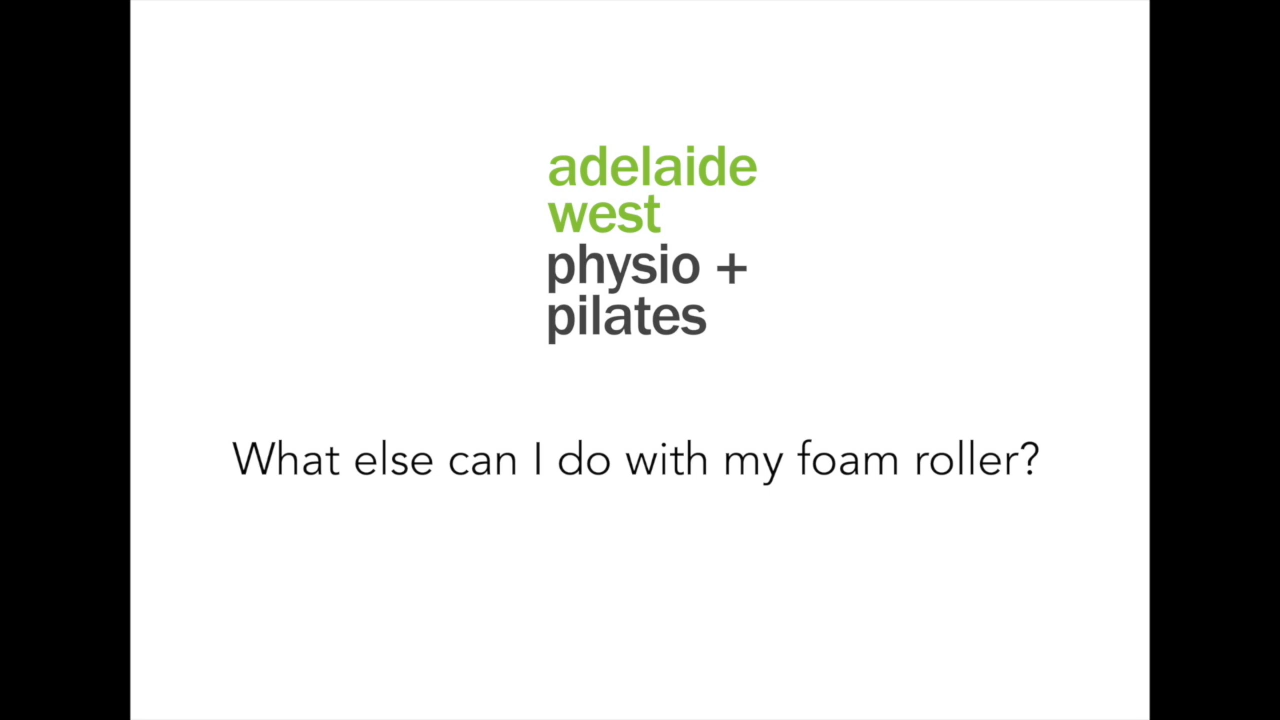 adelaide
west
physio +
pilates
What else can I do with my foam roller?